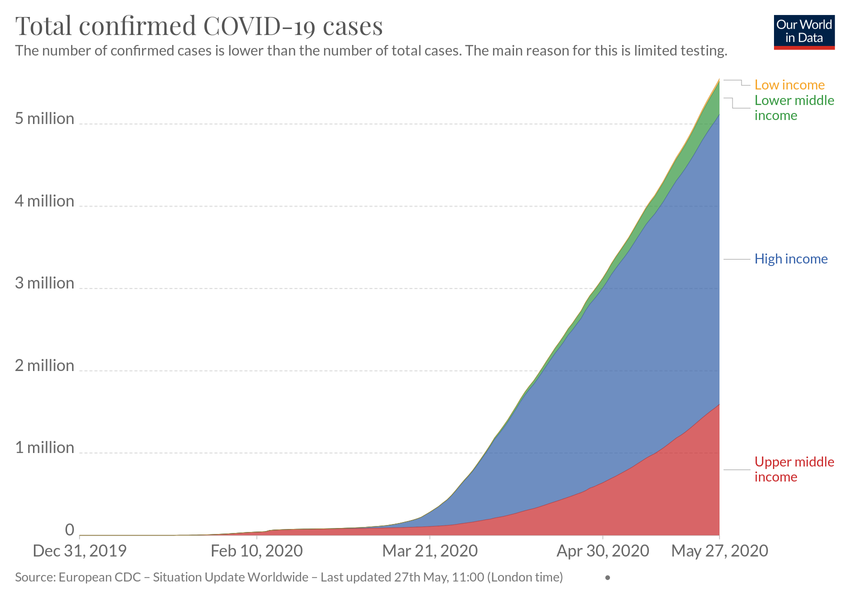 Total confirmed COVID-19 cases
The number of confirmed cases is lower than the number of total cases. The main reason for this is limited testing.
Our World
in Data
Low income
Lower middle
income
5 million
4 million
3 million
High income
2 million
1 million
Upper middle
income
0
Dec 31, 2019
Feb 10, 2020
Mar 21, 2020
Apr 30, 2020
May 27, 2020
Source: European CDC – Situation Update Worldwide – Last updated 27th May, 11:00 (London time)
•